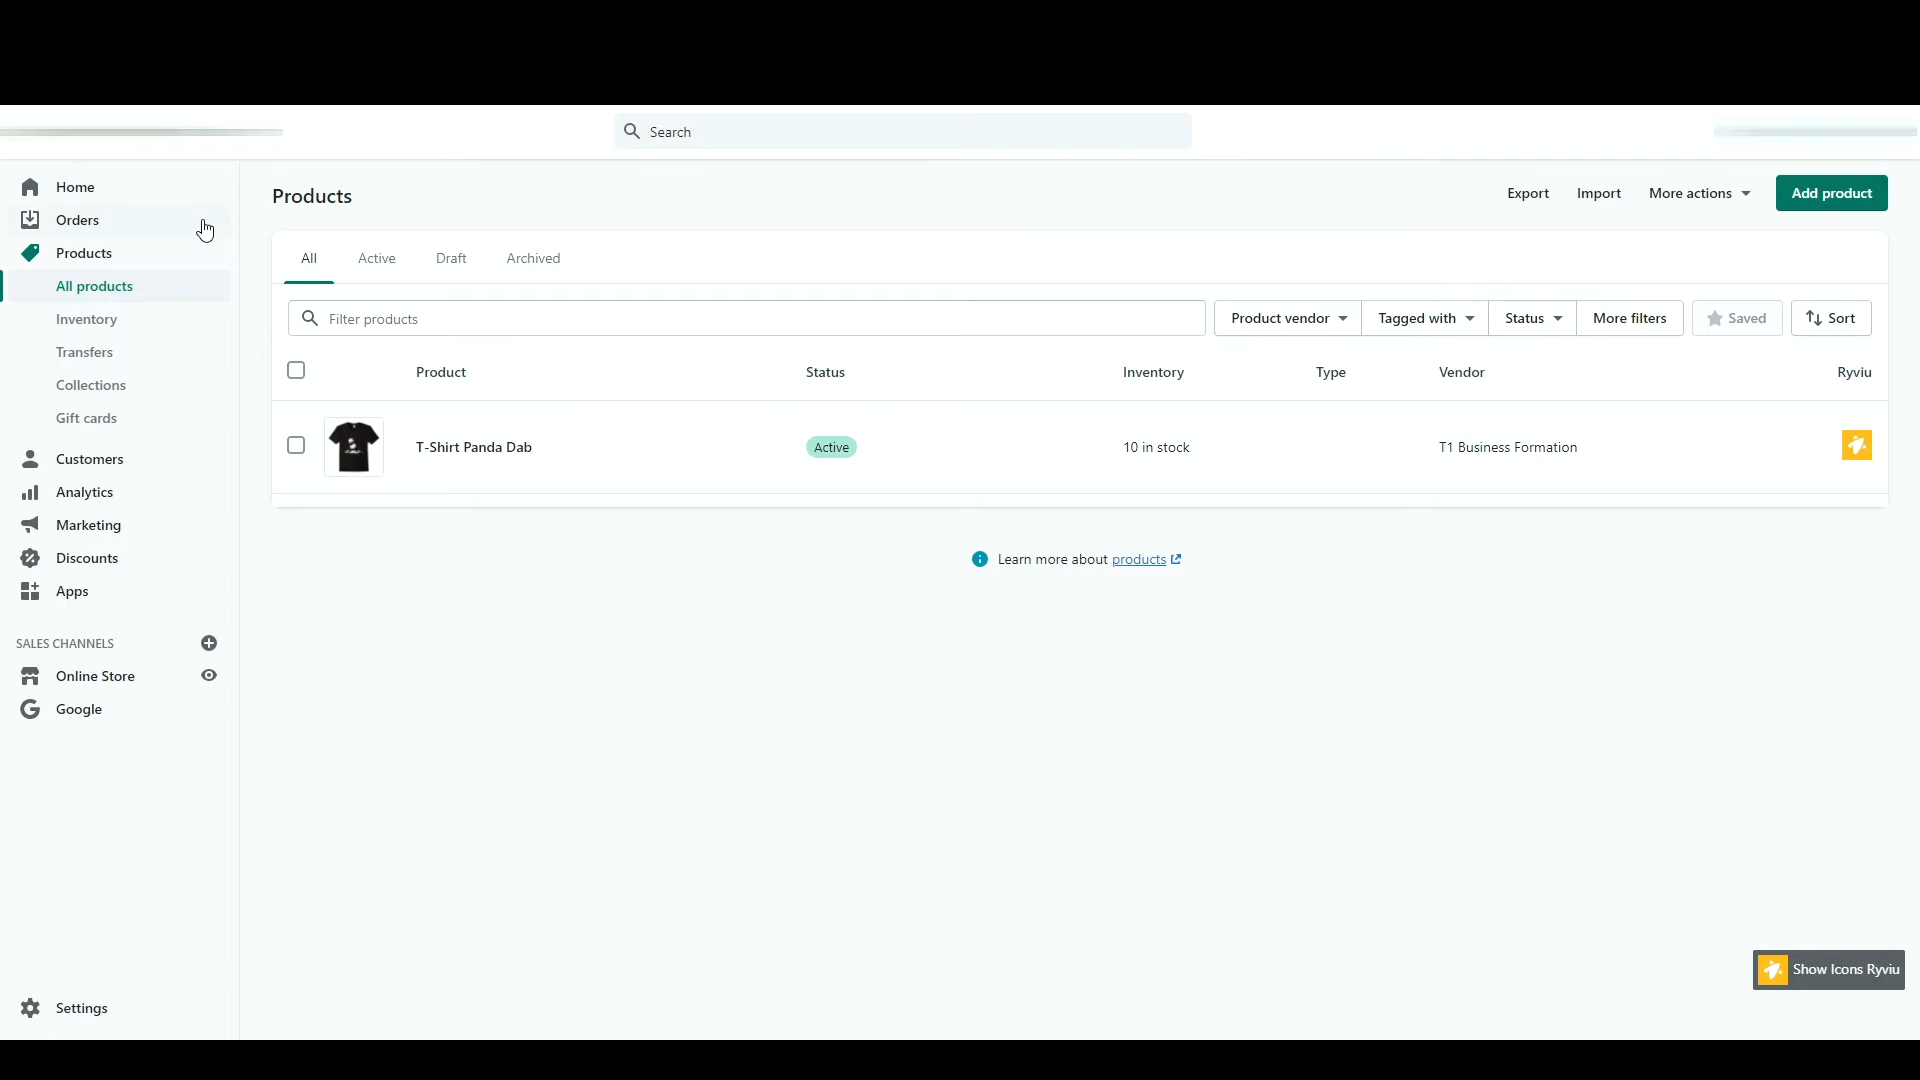 Search
Home
Orders
Products
All products
Inventory
Transfers
Collections
Gift cards
Customers
Analytics
Marketing
Discounts
Apps
SALES CHANNELS
Online Store
Google
Settings
Products
Export Import More actions Add product
All Active Draft Archived
Filter products Product vendor Tagged with Status More filters Saved Sort
Product Status Inventory Type Vendor Ryviu
T-Shirt Panda Dab Active 10 in stock T1 Business Formation
Learn more about products
Show Icons Ryviu